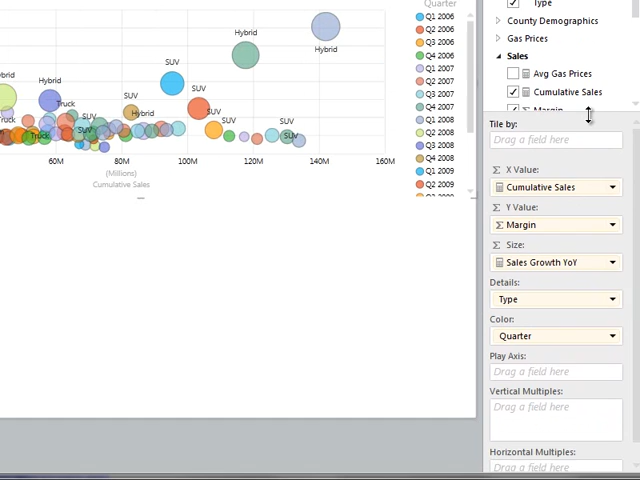 Type
County Demographics
Gas Prices
Sales
Avg Gas Prices
Cumulative Sales
Margin
Tile by:
Drag a field here
X Value:
Cumulative Sales
Y Value:
Margin
Size:
Sales Growth YoY
Details:
Type
Color:
Quarter
Play Axis:
Drag a field here
Vertical Multiples:
Drag a field here
Horizontal Multiples:
Drag a field here
Quarter
Q1 2006
Q2 2006
Q3 2006
Q4 2006
Q1 2007
Q2 2007
Q3 2007
Q4 2007
Q1 2008
Q2 2008
Q3 2008
Q4 2008
Q1 2009
Q2 2009
Q3 2009
Hybrid
Hybrid
SUV
Hybrid
SUV
SUV
Truck
Hybrid
SUV
SUV
SUV
SUV
SUV
Truck
60M
80M
100M
120M
140M
160M
(Millions)
Cumulative Sales